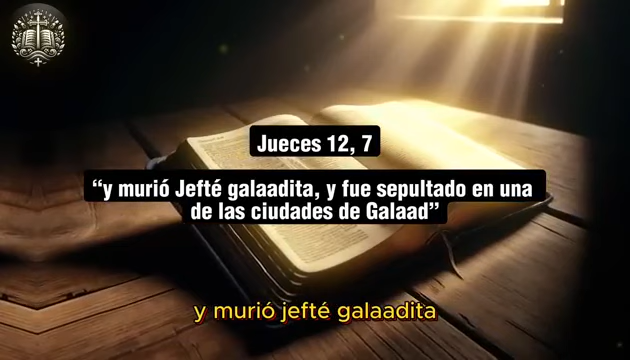 Jueces 12, 7
“y murió Jefté galaadita, y fue sepultado en una
de las ciudades de Galaad”
y murió jefté galaadita